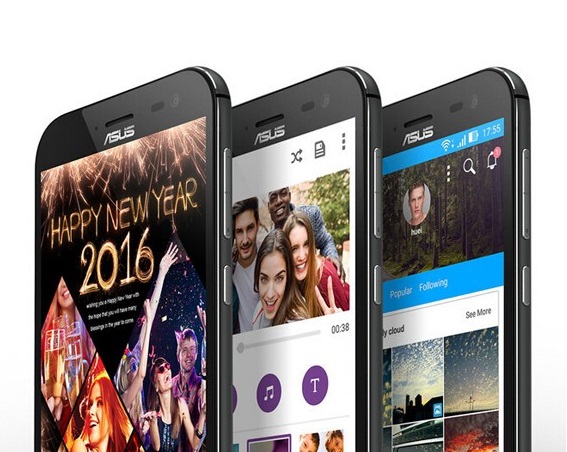 ASUS
HAPPY NEW YEAR
2016
wishing you a Happy New Year with
the hope that you will have many
blessings in the year to come.
ASUS
00:38
T
ASUS
17:55
huei
Popular Following
See More
y cloud